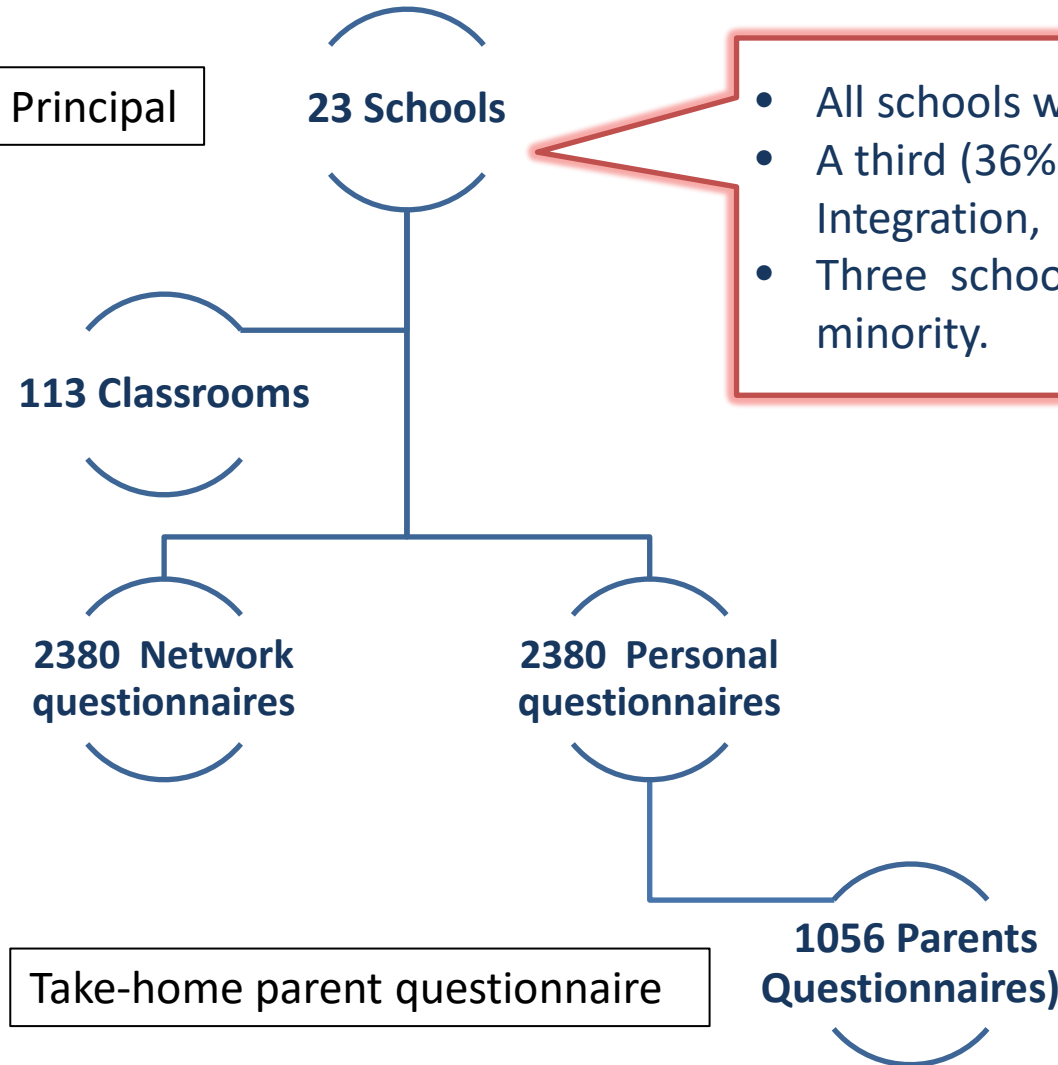 Principal
23 Schools
• All schools w
• A third (36%
Integration,
• Three schoo
minority.
113 Classrooms
2380 Network
questionnaires
2380 Personal
questionnaires
1056 Parents
Questionnaires)
Take-home parent questionnaire